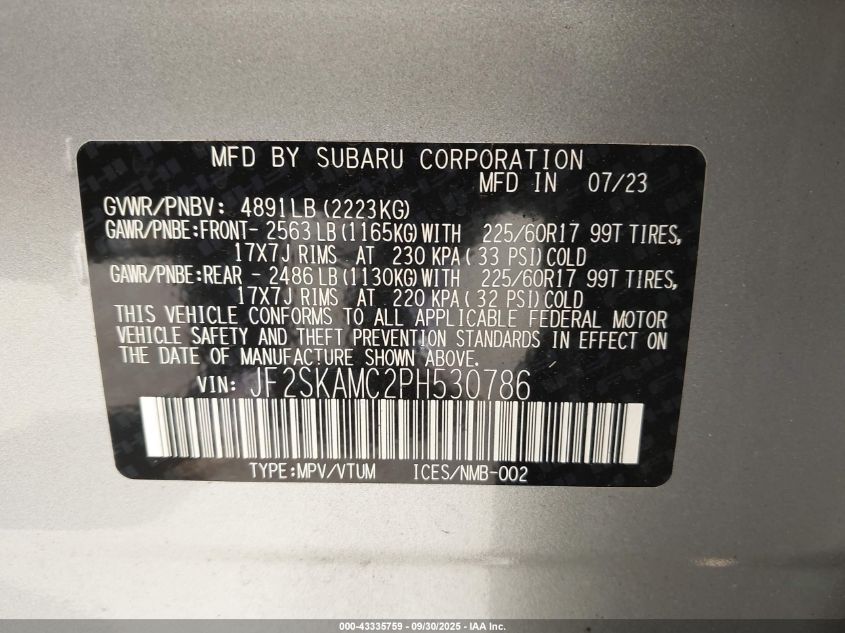 MFD BY SUBARU CORPORATION
MFD IN 07/23
GVWR/PNBV: 4891LB(2223KG)
GAWR/PNBE:FRONT- 2563LB(1165KG)WITH 225/60R17 99T TIRES,
17X7J RIMS AT 230 KPA(33 PSI)COLD
GAWR/PNBE:REAR - 2486LB(1130KG)WITH 225/60R17 99T TIRES,
17X7J RIMS AT 220 KPA(32 PSI)COLD
THIS VEHICLE CONFORMS TO ALL APPLICABLE FEDERAL MOTOR
VEHICLE SAFETY AND THEFT PREVENTION STANDARDS IN EFFECT ON
THE DATE OF MANUFACTURE SHOWN ABOVE.
VIN: JF2SKAMC2PH530786
TYPE:MPV/VTUM ICES/NMB-002
000-43335759 - 09/30/2025 - IAA Inc.